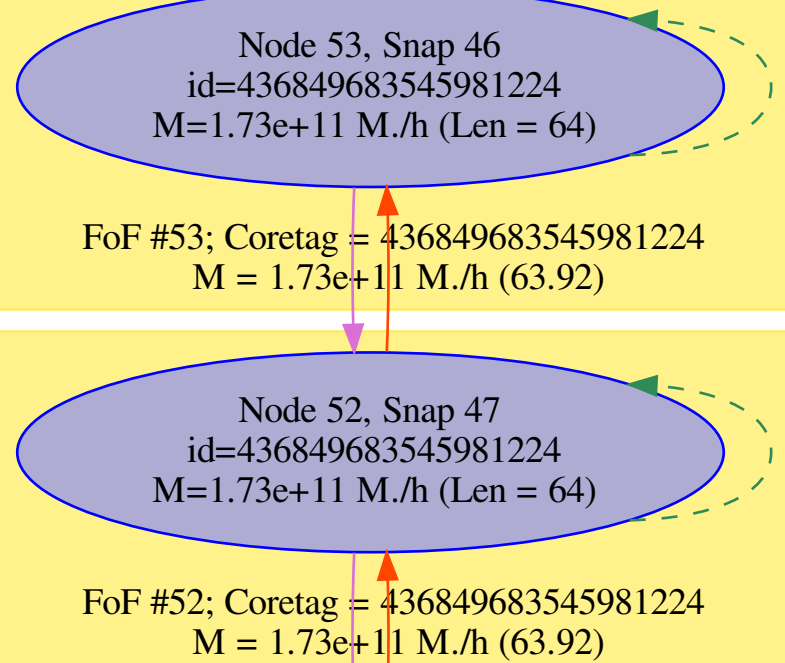 Node 53, Snap 46
id=436849683545981224
M=1.73e+11 M./h (Len = 64)
FoF #53; Coretag = 436849683545981224
M = 1.73e+11 M./h (63.92)
Node 52, Snap 47
id=436849683545981224
M=1.73e+11 M./h (Len = 64)
FoF #52; Coretag = 436849683545981224
M = 1.73e+11 M./h (63.92)